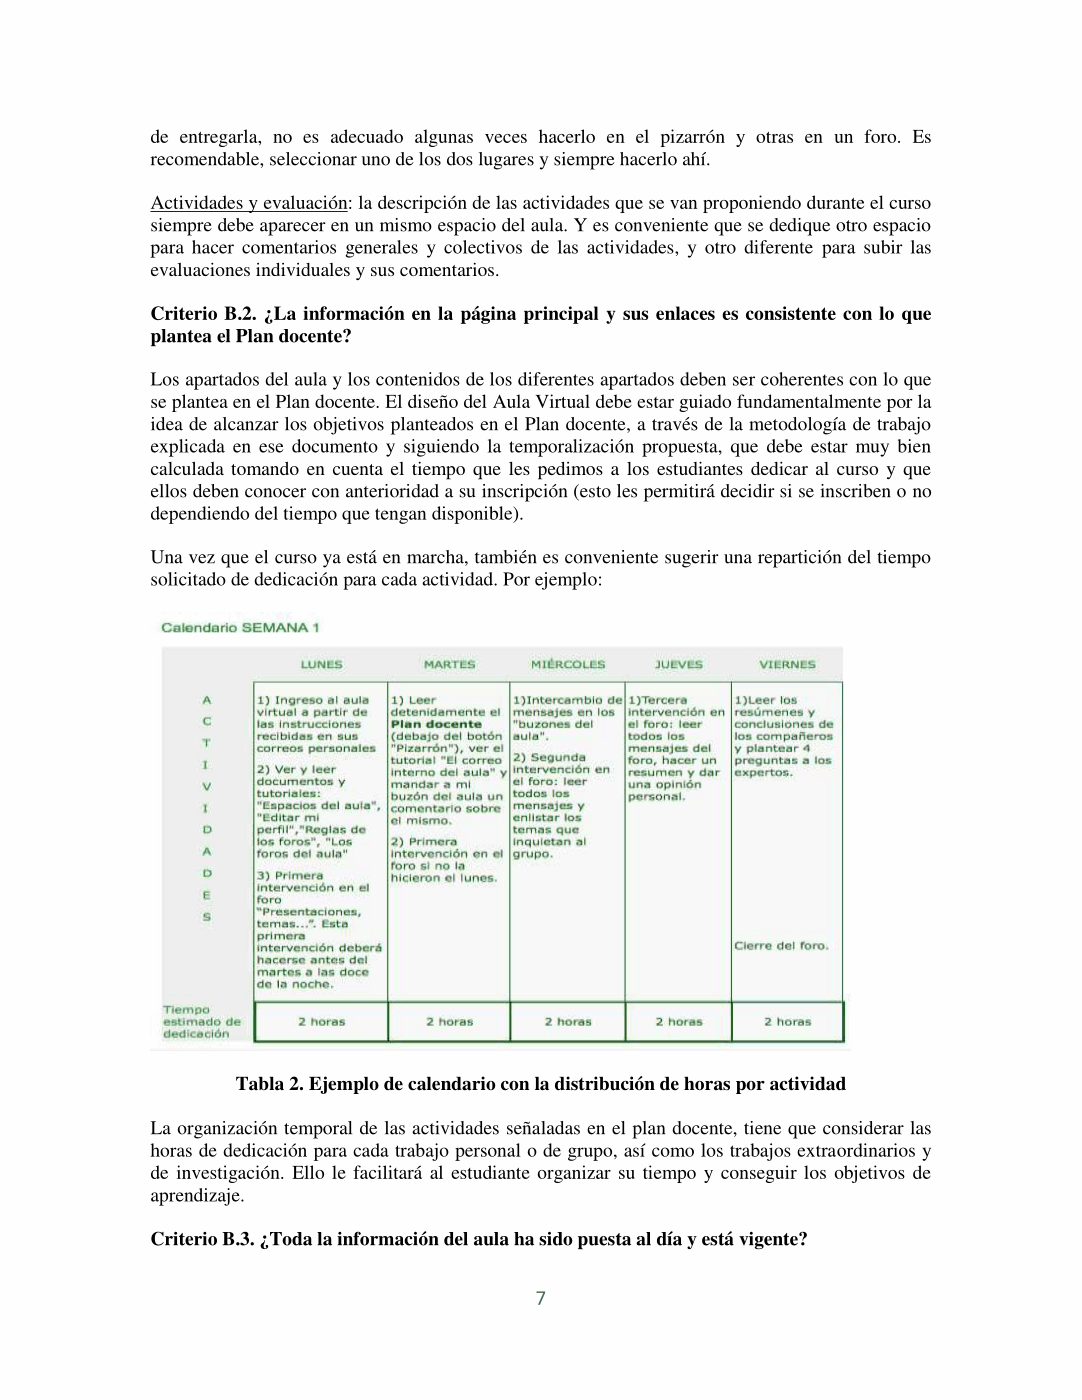 de entregarla, no es adecuado algunas veces hacerlo en el pizarrón y otras en un foro. Es
recomendable, seleccionar uno de los dos lugares y siempre hacerlo ahí.
Actividades y evaluación: la descripción de las actividades que se van proponiendo durante el curso
siempre debe aparecer en un mismo espacio del aula. Y es conveniente que se dedique otro espacio
para hacer comentarios generales y colectivos de las actividades, y otro diferente para subir las
evaluaciones individuales y sus comentarios.
Criterio B.2. ¿La información en la página principal y sus enlaces es consistente con lo que
plantea el Plan docente?
Los apartados del aula y los contenidos de los diferentes apartados deben ser coherentes con lo que
se plantea en el Plan docente. El diseño del Aula Virtual debe estar guiado fundamentalmente por la
idea de alcanzar los objetivos planteados en el Plan docente, a través de la metodología de trabajo
explicada en ese documento y siguiendo la temporalización propuesta, que debe estar muy bien
calculada tomando en cuenta el tiempo que les pedimos a los estudiantes dedicar al curso y que
ellos deben conocer con anterioridad a su inscripción (esto les permitirá decidir si se inscriben o no
dependiendo del tiempo que tengan disponible).
Una vez que el curso ya está en marcha, también es conveniente sugerir una repartición del tiempo
solicitado de dedicación para cada actividad. Por ejemplo:
Calendario SEMANA 1
LUNES
MARTES
MIÉRCOLES
JUEVES
VIERNES
A
C
T
I
V
I
D
A
D
E
S
1) Ingreso al aula
virtual a partir de
las instrucciones
recibidas en sus
correos personales
2) Ver y leer
documentos y
tutoriales:
"Espacios del aula",
"Editar mi
perfil","Reglas de
los foros", "Los
foros del aula"
3) Primera
intervención en el
foro
"Presentaciones,
temas...". Esta
primera
intervención deberá
hacerse antes del
martes a las doce
de la noche.
1) Leer
detenidamente el
Plan docente
(debajo del botón
"Pizarrón"), ver el
tutorial "El correo
interno del aula" y
mandar a mi
buzón del aula un
comentario sobre
el mismo.
2) Primera
intervención en el
foro si no la
hicieron el lunes.
1)Intercambio de
mensajes en los
"buzones del
aula".
2) Segunda
intervención en
el foro: leer
todos los
mensajes y
enlistar los
temas que
inquietan al
grupo.
1)Tercera
intervención en
el foro: leer
todos los
mensajes del
foro, hacer un
resumen y dar
una opinión
personal.
1)Leer los
resúmenes y
conclusiones de
los compañeros
y plantear 4
preguntas a los
expertos.
Cierre del foro.
Tiempo
estimado de
dedicación
2 horas
2 horas
2 horas
2 horas
2 horas
Tabla 2. Ejemplo de calendario con la distribución de horas por actividad
La organización temporal de las actividades señaladas en el plan docente, tiene que considerar las
horas de dedicación para cada trabajo personal o de grupo, así como los trabajos extraordinarios y
de investigación. Ello le facilitará al estudiante organizar su tiempo y conseguir los objetivos de
aprendizaje.
Criterio B.3. ¿Toda la información del aula ha sido puesta al día y está vigente?
7